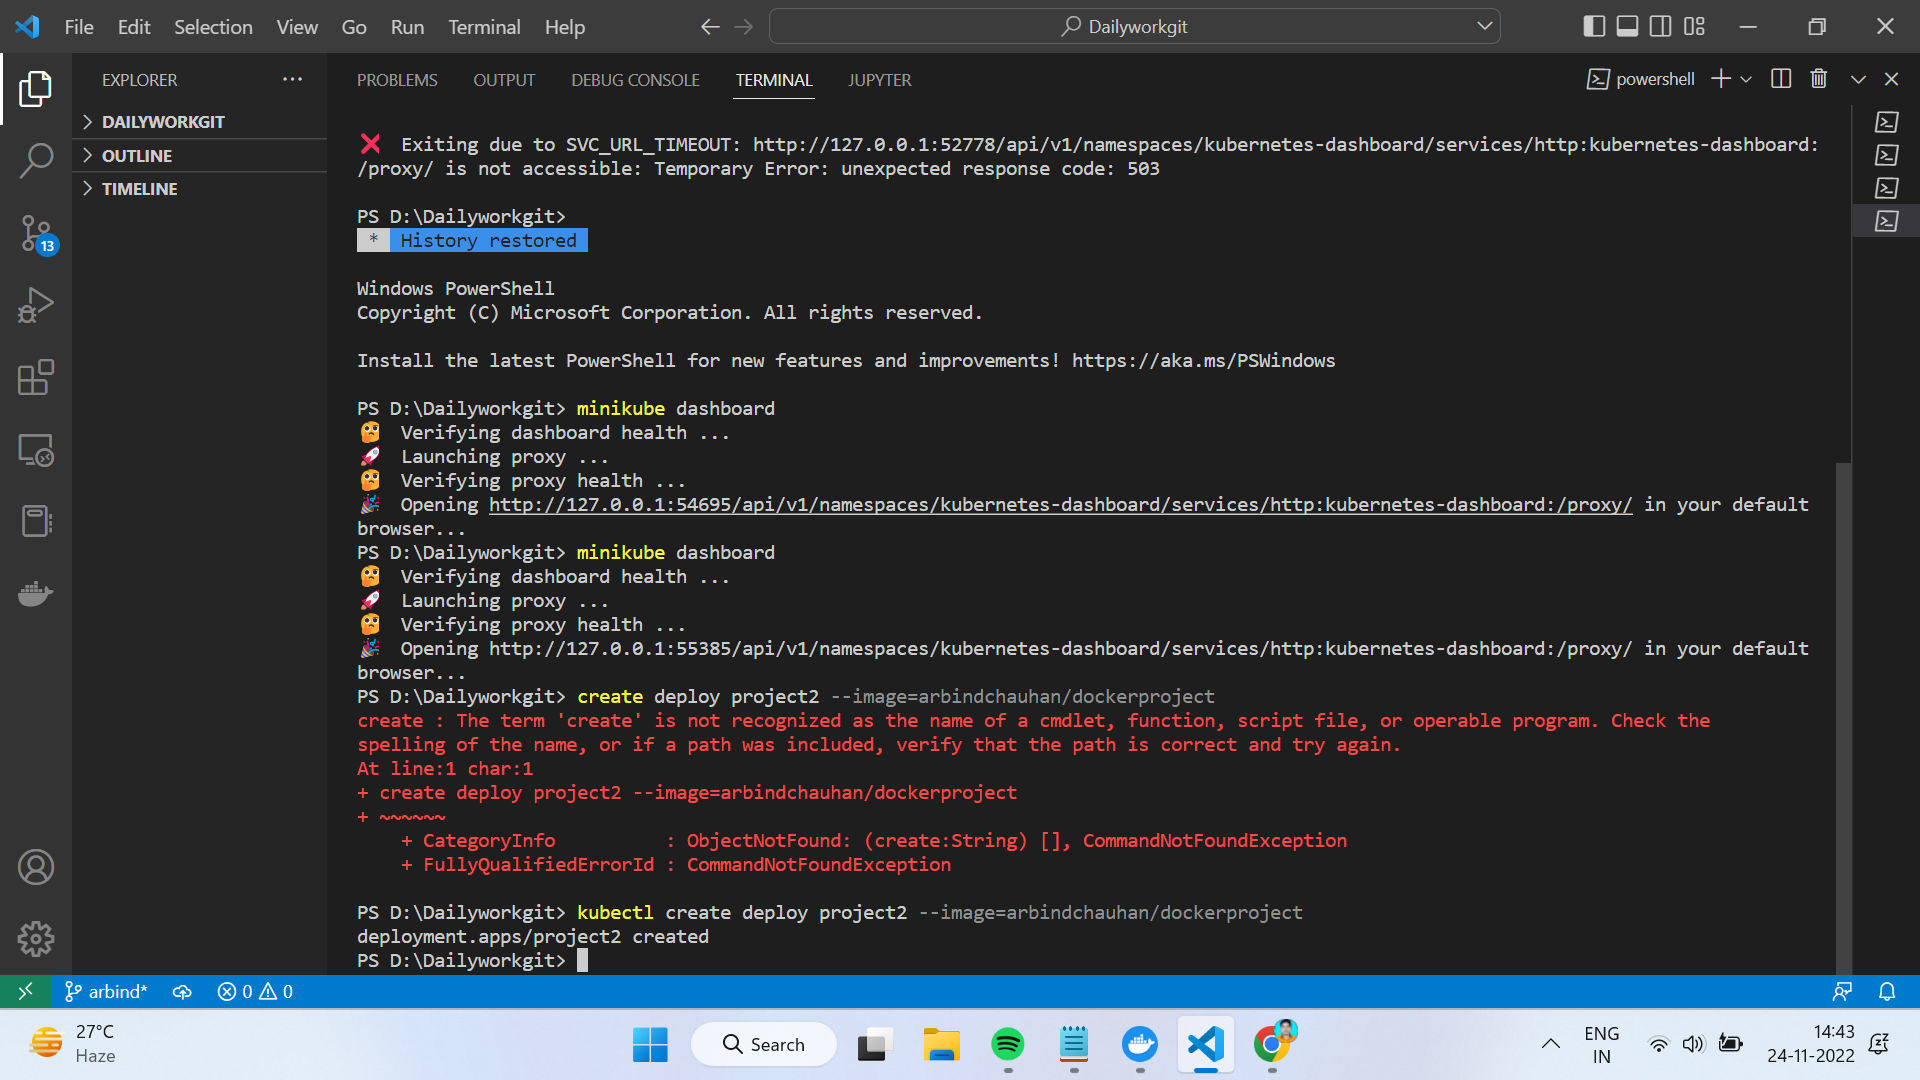 File Edit Selection View Go Run Terminal Help
Dailyworkgit
EXPLORER
DAILYWORKGIT
OUTLINE
TIMELINE
13
PROBLEMS OUTPUT DEBUG CONSOLE TERMINAL JUPYTER
powershell
Exiting due to SVC_URL_TIMEOUT: http://127.0.0.1:52778/api/v1/namespaces/kubernetes-dashboard/services/http:kubernetes-dashboard:
/proxy/ is not accessible: Temporary Error: unexpected response code: 503
PS D:\Dailyworkgit>
* History restored
Windows PowerShell
Copyright (C) Microsoft Corporation. All rights reserved.
Install the latest PowerShell for new features and improvements! https://aka.ms/PSWindows
PS D:\Dailyworkgit> minikube dashboard
Verifying dashboard health ...
Launching proxy ...
Verifying proxy health ...
Opening http://127.0.0.1:54695/api/v1/namespaces/kubernetes-dashboard/services/http:kubernetes-dashboard:/proxy/ in your default
browser...
PS D:\Dailyworkgit> minikube dashboard
Verifying dashboard health ...
Launching proxy ...
Verifying proxy health ...
Opening http://127.0.0.1:55385/api/v1/namespaces/kubernetes-dashboard/services/http:kubernetes-dashboard:/proxy/ in your default
browser...
PS D:\Dailyworkgit> create deploy project2 --image=arbindchauhan/dockerproject
create : The term 'create' is not recognized as the name of a cmdlet, function, script file, or operable program. Check the
spelling of the name, or if a path was included, verify that the path is correct and try again.
At line:1 char:1
+ create deploy project2 --image=arbindchauhan/dockerproject
+ ~~~~~~
+ CategoryInfo : ObjectNotFound: (create:String) [], CommandNotFoundException
+ FullyQualifiedErrorId : CommandNotFoundException
PS D:\Dailyworkgit> kubectl create deploy project2 --image=arbindchauhan/dockerproject
deployment.apps/project2 created
PS D:\Dailyworkgit>
arbind* 0 0
27°C
Haze
Search
ENG
IN
14:43
24-11-2022